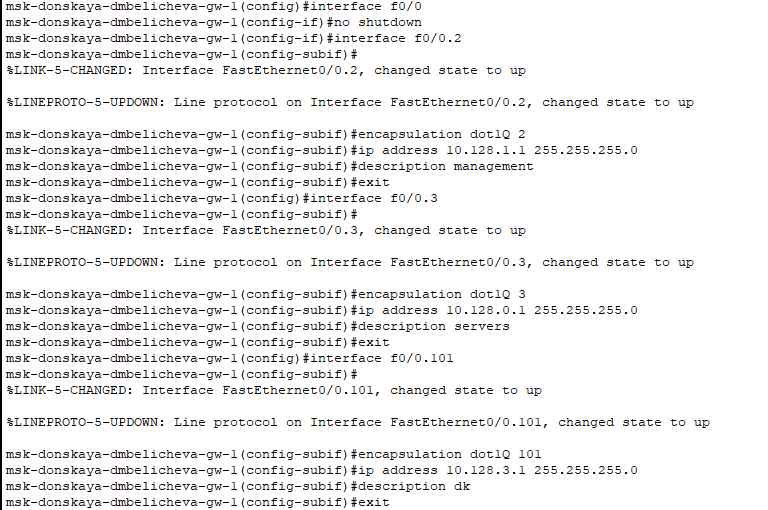 msk-donskaya-dmbelicheva-gw-1(config)#interface f0/0
msk-donskaya-dmbelicheva-gw-1(config-if)#no shutdown
msk-donskaya-dmbelicheva-gw-1(config-if)#interface f0/0.2
msk-donskaya-dmbelicheva-gw-1(config-subif)#
%LINK-5-CHANGED: Interface FastEthernet0/0.2, changed state to up
%LINEPROTO-5-UPDOWN: Line protocol on Interface FastEthernet0/0.2, changed state to up
msk-donskaya-dmbelicheva-gw-1(config-subif)#encapsulation dot1Q 2
msk-donskaya-dmbelicheva-gw-1(config-subif)#ip address 10.128.1.1 255.255.255.0
msk-donskaya-dmbelicheva-gw-1(config-subif)#description management
msk-donskaya-dmbelicheva-gw-1(config-subif)#exit
msk-donskaya-dmbelicheva-gw-1(config)#interface f0/0.3
msk-donskaya-dmbelicheva-gw-1(config-subif)#
%LINK-5-CHANGED: Interface FastEthernet0/0.3, changed state to up
%LINEPROTO-5-UPDOWN: Line protocol on Interface FastEthernet0/0.3, changed state to up
msk-donskaya-dmbelicheva-gw-1(config-subif)#encapsulation dot1Q 3
msk-donskaya-dmbelicheva-gw-1(config-subif)#ip address 10.128.0.1 255.255.255.0
msk-donskaya-dmbelicheva-gw-1(config-subif)#description servers
msk-donskaya-dmbelicheva-gw-1(config-subif)#exit
msk-donskaya-dmbelicheva-gw-1(config)#interface f0/0.101
msk-donskaya-dmbelicheva-gw-1(config-subif)#
%LINK-5-CHANGED: Interface FastEthernet0/0.101, changed state to up
%LINEPROTO-5-UPDOWN: Line protocol on Interface FastEthernet0/0.101, changed state to up
msk-donskaya-dmbelicheva-gw-1(config-subif)#encapsulation dot1Q 101
msk-donskaya-dmbelicheva-gw-1(config-subif)#ip address 10.128.3.1 255.255.255.0
msk-donskaya-dmbelicheva-gw-1(config-subif)#description dk
msk-donskaya-dmbelicheva-gw-1(config-subif)#exit